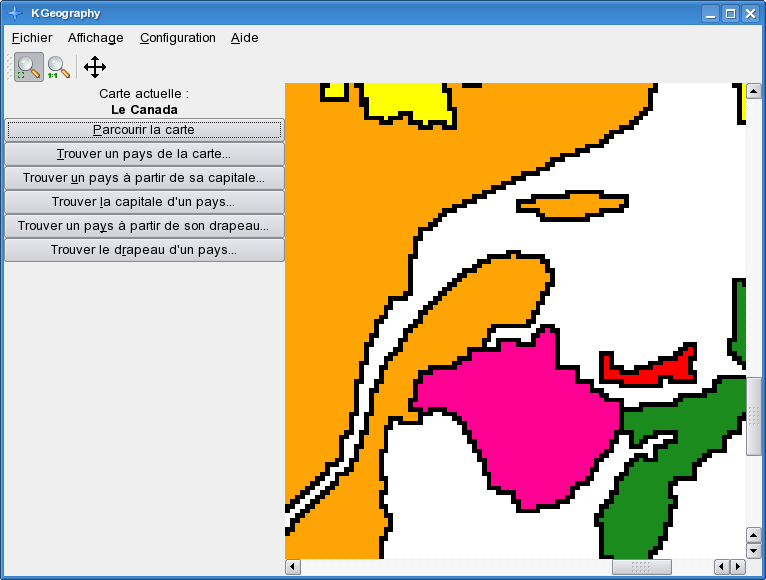 KGeography
Fichier Affichage Configuration Aide
1:1
Carte actuelle :
Le Canada
Parcourir la carte
Trouver un pays de la carte...
Trouver un pays à partir de sa capitale...
Trouver la capitale d'un pays...
Trouver un pays à partir de son drapeau...
Trouver le drapeau d'un pays...